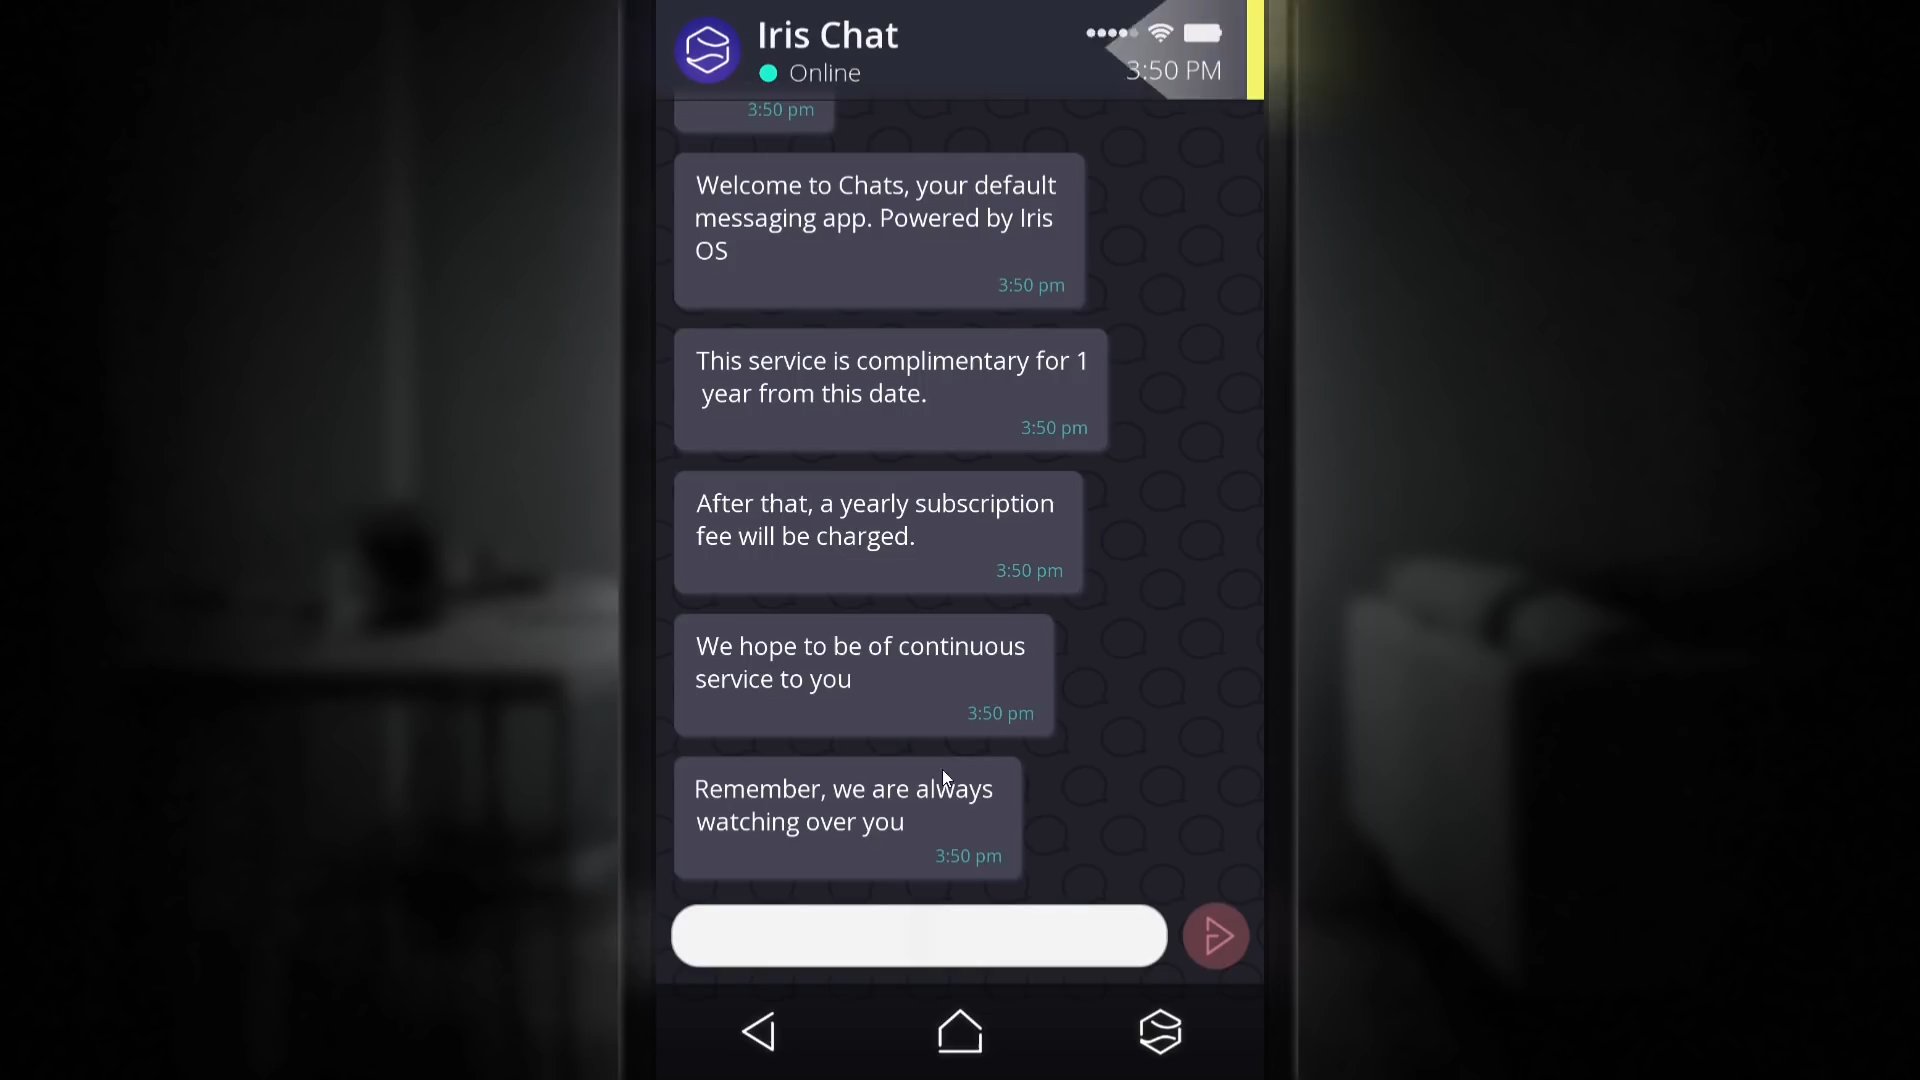 Iris Chat
Online
3:50 PM
3:50 pm
Welcome to Chats, your default
messaging app. Powered by Iris
OS
3:50 pm
This service is complimentary for 1
year from this date.
3:50 pm
After that, a yearly subscription
fee will be charged.
3:50 pm
We hope to be of continuous
service to you
3:50 pm
Remember, we are always
watching over you
3:50 pm